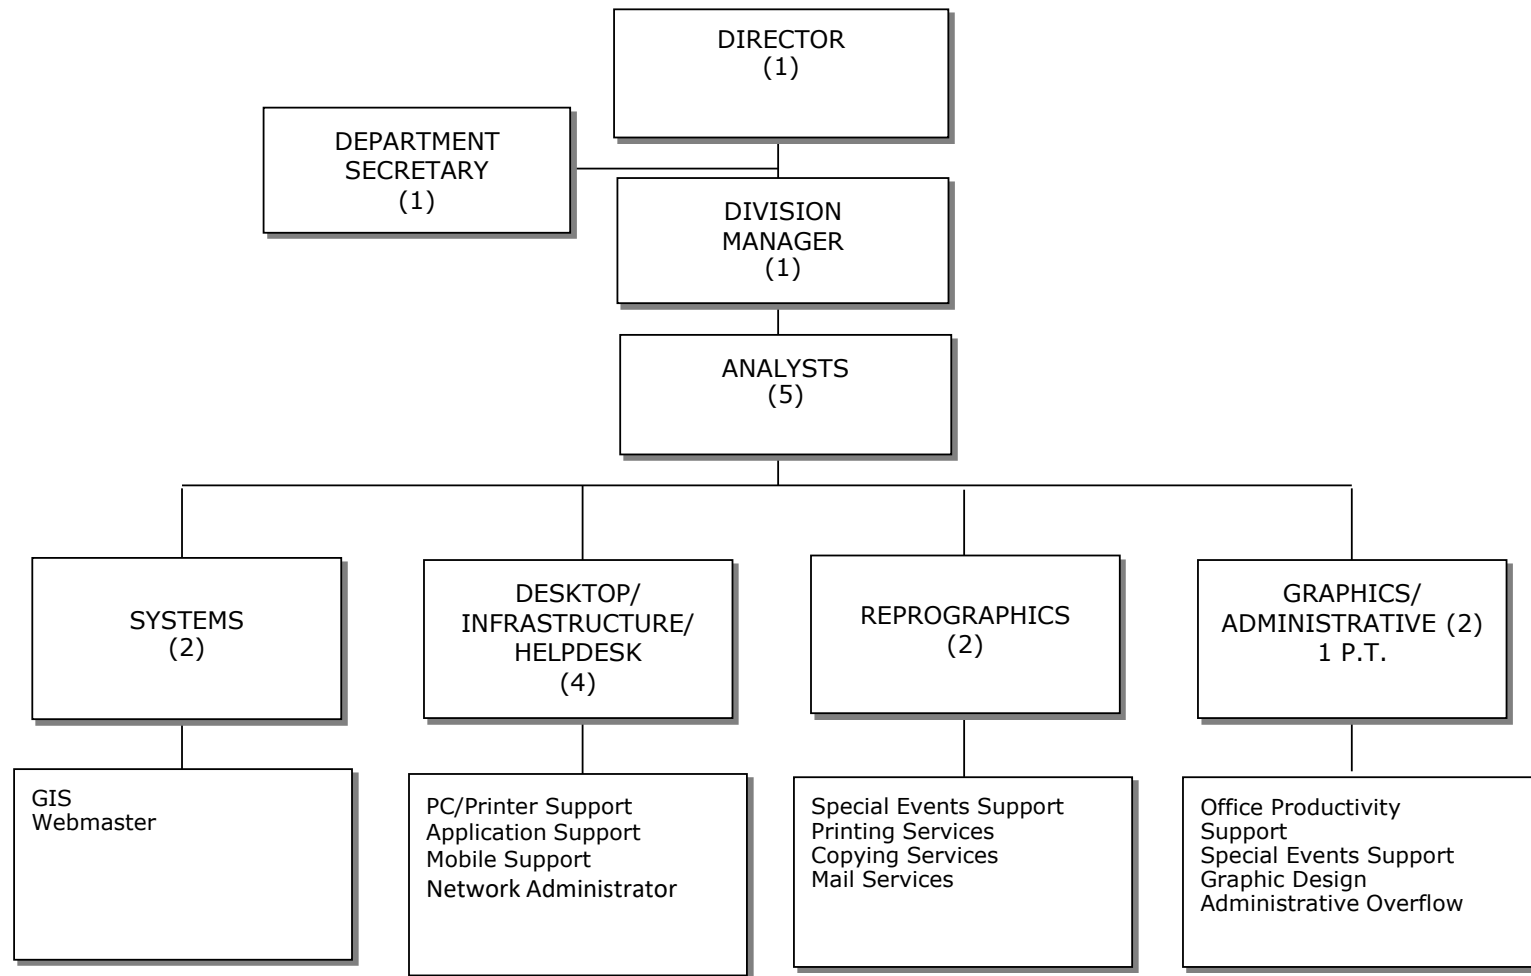 DIRECTOR
(1)
DEPARTMENT
SECRETARY
(1)
DIVISION
MANAGER
(1)
ANALYSTS
(5)
SYSTEMS
(2)
DESKTOP/
INFRASTRUCTURE/
HELPDESK
(4)
REPROGRAPHICS
(2)
GRAPHICS/
ADMINISTRATIVE (2)
1 P.T.
GIS
Webmaster
PC/Printer Support
Application Support
Mobile Support
Network Administrator
Special Events Support
Printing Services
Copying Services
Mail Services
Office Productivity
Support
Special Events Support
Graphic Design
Administrative Overflow